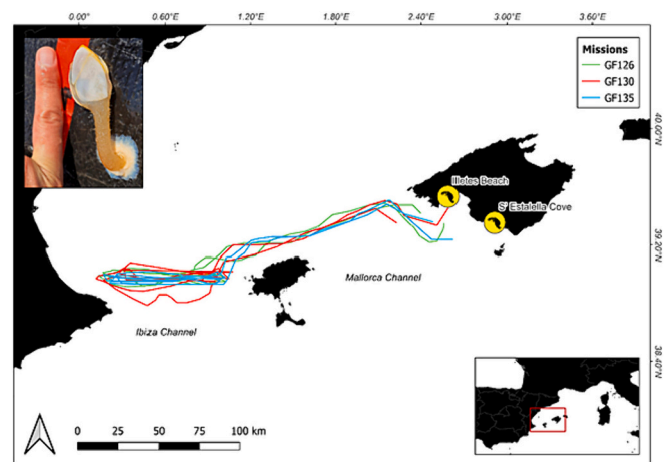 0.00° 0.60°E 1.20°E 1.80°E 2.40°E 3.00°E 3.60°E
Missions
GF126
GF130
GF135
40.00°N
Illetes Beach
S' Estalella Cove
39.20°N
Mallorca Channel
Ibiza Channel
38.40°N
0 25 50 75 100 km